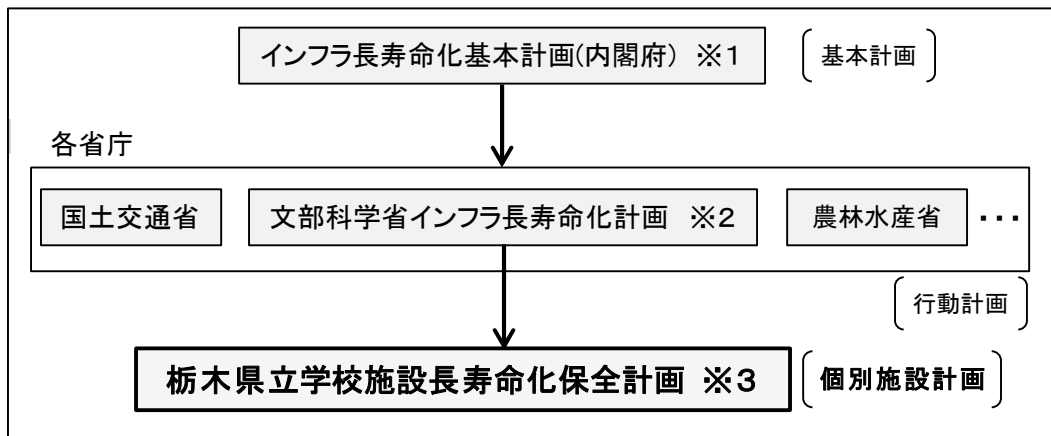 インフラ長寿命化基本計画(内閣府) ※1
基本計画
各省庁
国土交通省
文部科学省インフラ長寿命化計画 ※2
農林水産省
・・・
行動計画
栃木県立学校施設長寿命化保全計画 ※3
個別施設計画